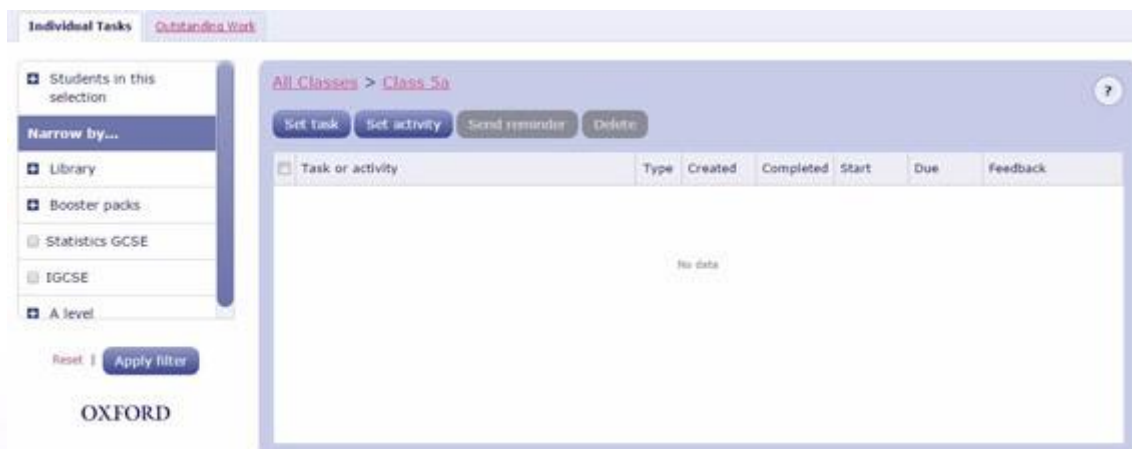 Individual Tasks Outstanding Work
Students in this
selection
Narrow by...
Library
Booster packs
Statistics GCSE
IGCSE
A level
Reset | Apply filter
OXFORD
All Classes > Class 5a
?
Set task Set activity Send reminder Delete
Task or activity Type Created Completed Start Due Feedback
No data